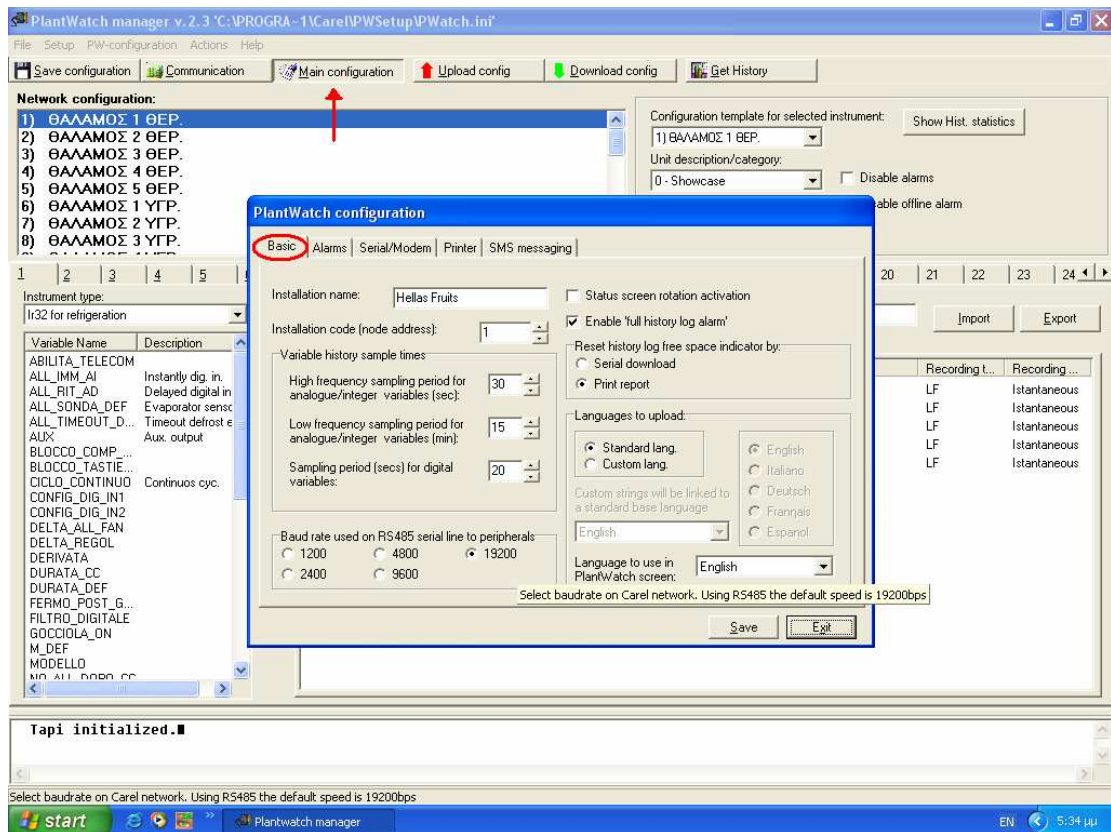 PlantWatch manager v.2.3 'C:\PROGRA~1\Carel\PWSetup\PWatch.ini'
File Setup PW-configuration Actions Help
Save configuration Communication Main configuration Upload config Download config Get History
Network configuration:
1) ΘΑΛΑΜΟΣ 1 ΘΕΡ.
2) ΘΑΛΑΜΟΣ 2 ΘΕΡ.
3) ΘΑΛΑΜΟΣ 3 ΘΕΡ.
4) ΘΑΛΑΜΟΣ 4 ΘΕΡ.
5) ΘΑΛΑΜΟΣ 5 ΘΕΡ.
6) ΘΑΛΑΜΟΣ 1 ΥΓΡ.
7) ΘΑΛΑΜΟΣ 2 ΥΓΡ.
8) ΘΑΛΑΜΟΣ 3 ΥΓΡ.
Configuration template for selected instrument:
1) ΘΑΛΑΜΟΣ 1 ΘΕΡ.
Show Hist. statistics
Unit description/category:
0 - Showcase
Disable alarms
offline alarm
1 2 3 4 5 20 21 22 23 24
Instrument type:
Ir32 for refrigeration
Import Export
Variable Name Description
ABILITA_TELECOM
ALL_IMM_AI Instantly dig. in.
ALL_RIT_AD Delayed digital in
ALL_SONDA_DEF Evaporator sensc
ALL_TIMEOUT_D... Timeout defrost e
AUX Aux. output
BLOCCO_COMP_...
BLOCCO_TASTIE...
CICLO_CONTINUO Continuos cyc.
CONFIG_DIG_IN1
CONFIG_DIG_IN2
DELTA_ALL_FAN
DELTA_REGOL
DERIVATA
DURATA_CC
DURATA_DEF
FERMO_POST_G...
FILTRO_DIGITALE
GOCCIOLA_ON
M_DEF
MODELLO
Recording t... Recording ...
LF Istantaneous
LF Istantaneous
LF Istantaneous
LF Istantaneous
LF Istantaneous
PlantWatch configuration
Basic Alarms Serial/Modem Printer SMS messaging
Installation name: Hellas Fruits
Installation code (node address): 1
Variable history sample times
High frequency sampling period for
analogue/integer variables (sec): 30
Low frequency sampling period for
analogue/integer variables (min): 15
Sampling period (secs) for digital
variables: 20
Baud rate used on RS485 serial line to peripherals
1200 4800 19200
2400 9600
Status screen rotation activation
Enable 'full history log alarm'
Reset history log free space indicator by:
Serial download
Print report
Languages to upload:
Standard lang.
Custom lang.
Custom strings will be linked to
a standard base language
English
English
Italiano
Deutsch
Français
Espanol
Language to use in
PlantWatch screen: English
Select baudrate on Carel network. Using RS485 the default speed is 19200bps
Save Exit
Tapi initialized.
Select baudrate on Carel network. Using RS485 the default speed is 19200bps
start Plantwatch manager EN 5:34 μμ